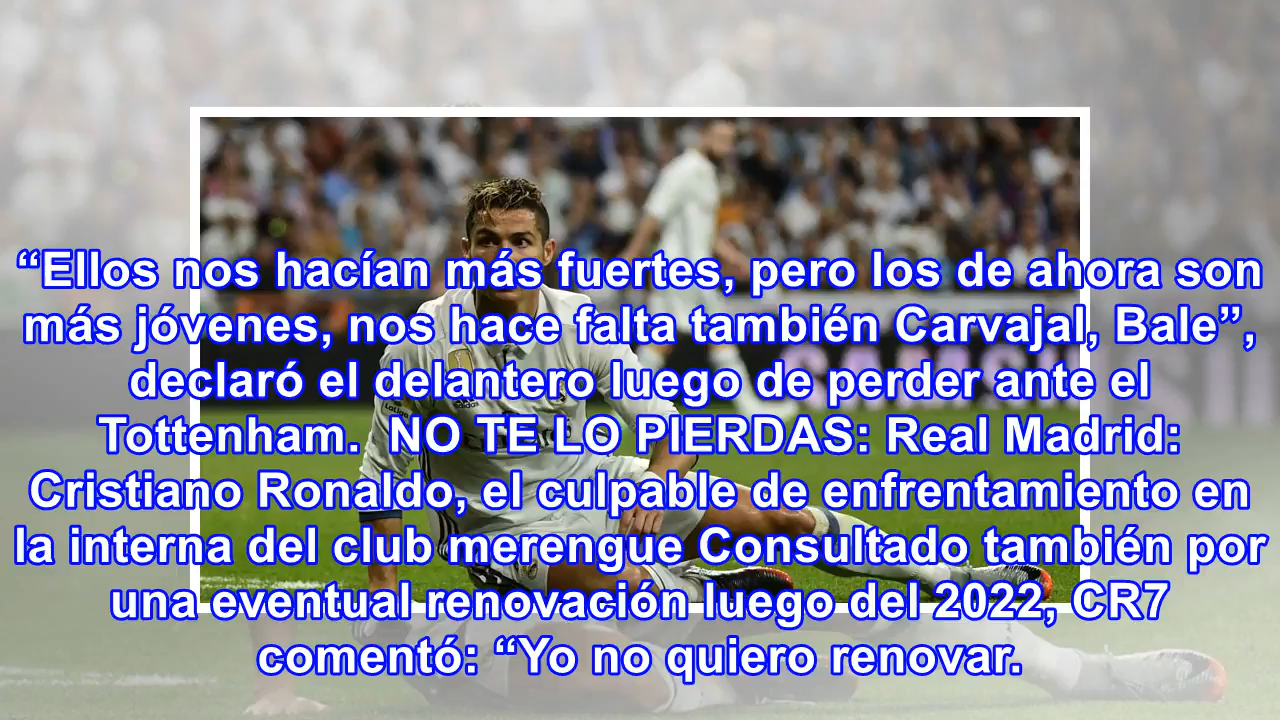 “Ellos nos hacían más fuertes, pero los de ahora son
más jóvenes, nos hace falta también Carvajal, Bale”,
declaró el delantero luego de perder ante el
Tottenham.  NO TE LO PIERDAS: Real Madrid:
Cristiano Ronaldo, el culpable de enfrentamiento en
la interna del club merengue Consultado también por
una eventual renovación luego del 2022, CR7
comentó: “Yo no quiero renovar.